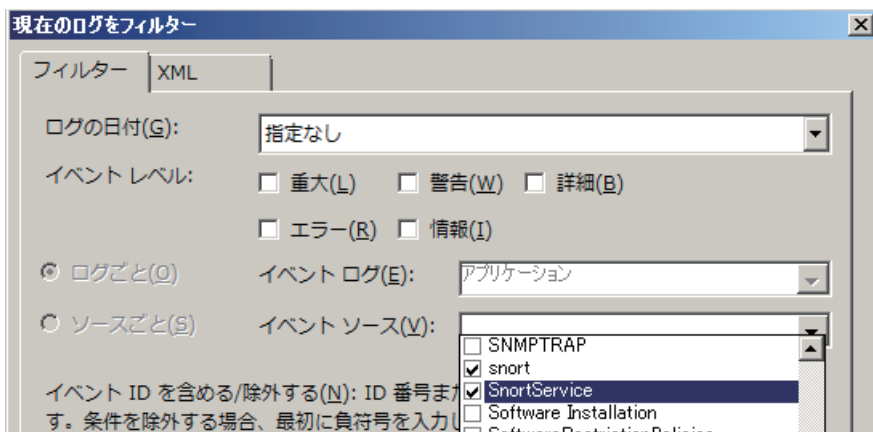 現在のログをフィルター
フィルター XML
ログの日付(G): 指定なし
イベント レベル: 重大(L) 警告(W) 詳細(B)
エラー(R) 情報(I)
ログごと(O) イベント ログ(E): アプリケーション
ソースごと(S) イベント ソース(V):
SNMPTRAP
snort
SnortService
Software Installation
SoftwareRestrictionPolicies
イベント ID を含める/除外する(N): ID 番号ま
す。条件を除外する場合、最初に負符号を入力し